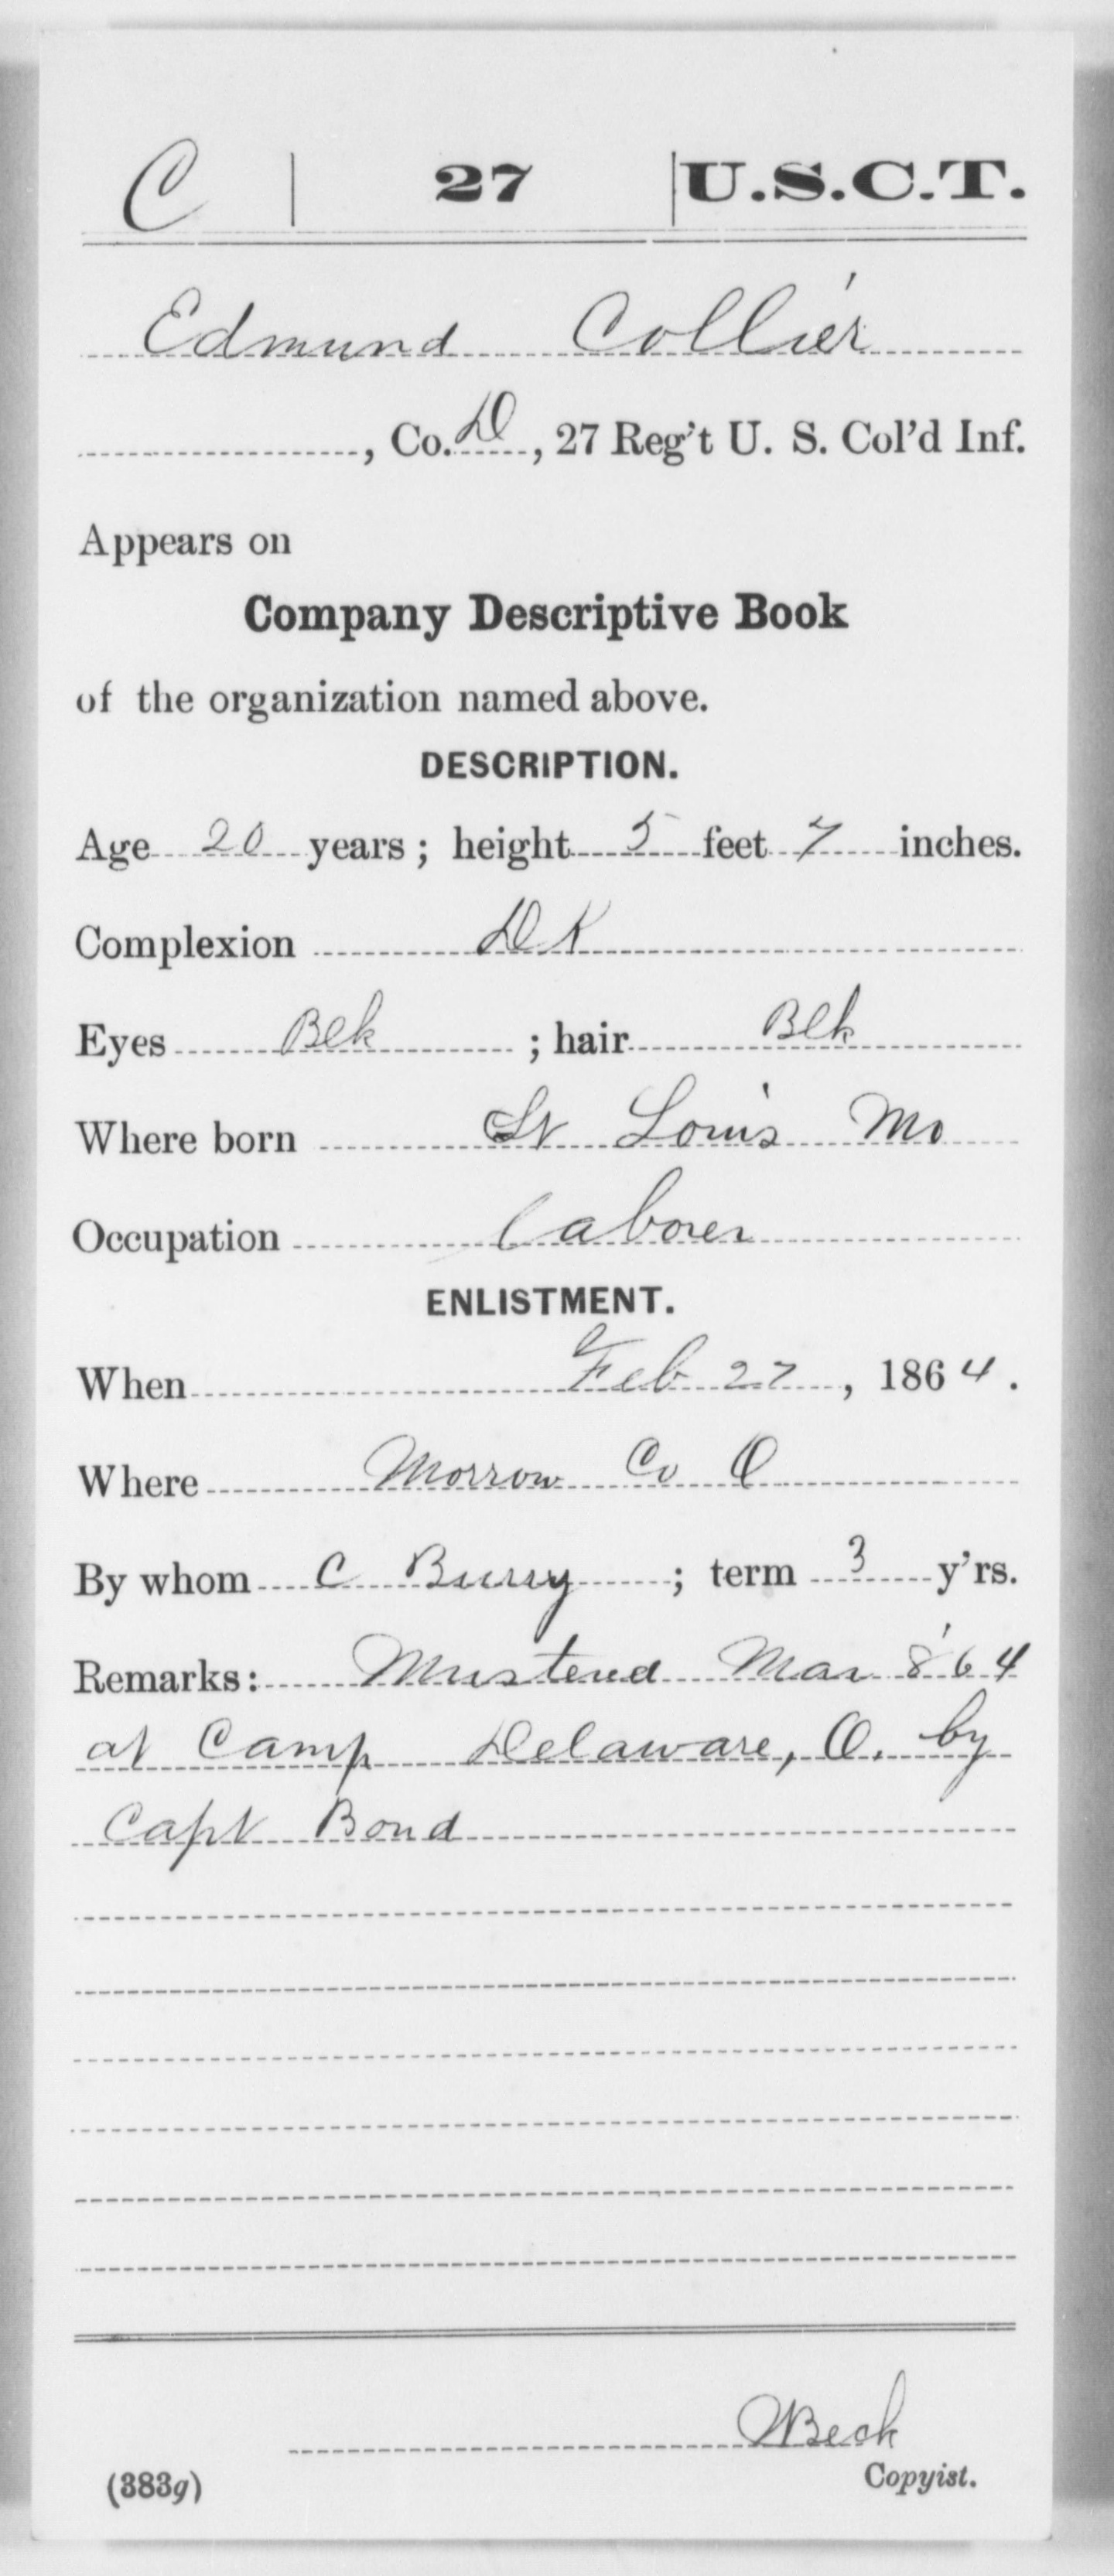 C | 27 | U.S.C.T.
Edmund Collier
, Co. D, 27 Reg't U. S. Col'd Inf.
Appears on
Company Descriptive Book
of the organization named above.
DESCRIPTION.
Age 20 years; height 5 feet 7 inches.
Complexion DK
Eyes Blk ; hair Blk
Where born St Louis Mo
Occupation Laborer
ENLISTMENT.
When Feb 27, 1864.
Where Morrow Co O
By whom C ; term 3 y'rs.
Remarks: Mustered Mar 8 '64
at Camp Delaware, O. by
Capt Bond
Beck
(383g) Copyist.